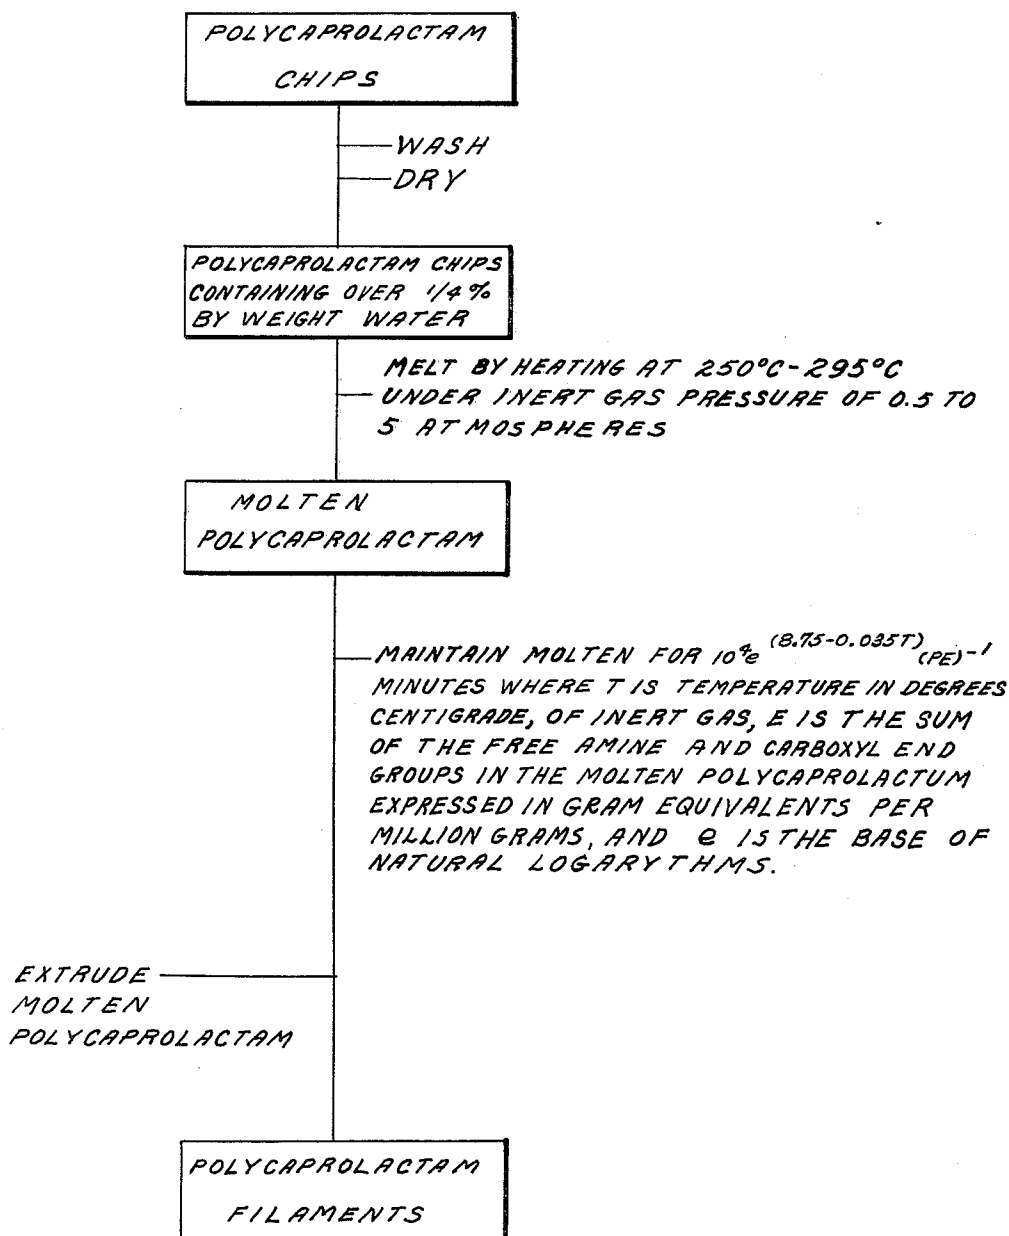 POLYCAPROLACTAM
CHIPS
WASH
DRY
POLYCAPROLACTAM CHIPS
CONTAINING OVER 1/4%
BY WEIGHT WATER
MELT BY HEATING AT 250°C-295°C
UNDER INERT GAS PRESSURE OF 0.5 TO
5 ATMOSPHERES
MOLTEN
POLYCAPROLACTAM
MAINTAIN MOLTEN FOR 10⁴e^(8.75-0.035T) (PE)⁻¹
MINUTES WHERE T IS TEMPERATURE IN DEGREES
CENTIGRADE, OF INERT GAS, E IS THE SUM
OF THE FREE AMINE AND CARBOXYL END
GROUPS IN THE MOLTEN POLYCAPROLACTUM
EXPRESSED IN GRAM EQUIVALENTS PER
MILLION GRAMS, AND e IS THE BASE OF
NATURAL LOGARYTHMS.
EXTRUDE
MOLTEN
POLYCAPROLACTAM
POLYCAPROLACTAM
FILAMENTS